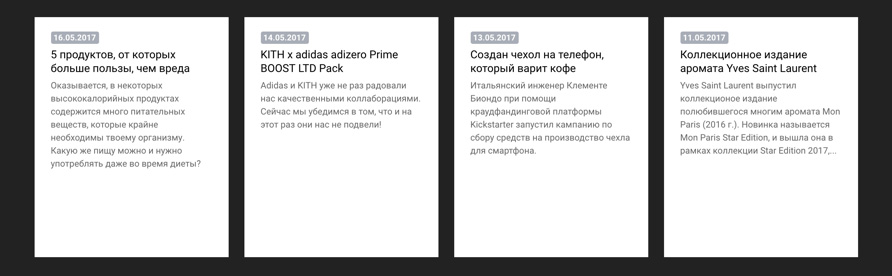 16.05.2017
5 продуктов, от которых
больше пользы, чем вреда
Оказывается, в некоторых
высококалорийных продуктах
содержится много питательных
веществ, которые крайне
необходимы твоему организму.
Какую же пищу можно и нужно
употреблять даже во время диеты?
14.05.2017
KITH x adidas adizero Prime
BOOST LTD Pack
Adidas и KITH уже не раз радовали
нас качественными коллаборациями.
Сейчас мы убедимся в том, что и на
этот раз они нас не подвели!
13.05.2017
Создан чехол на телефон,
который варит кофе
Итальянский инженер Клементе
Биондо при помощи
краудфандинговой платформы
Kickstarter запустил кампанию по
сбору средств на производство чехла
для смартфона.
11.05.2017
Коллекционное издание
аромата Yves Saint Laurent
Yves Saint Laurent выпустил
коллекционое издание
полюбившегося многим аромата Mon
Paris (2016 г.). Новинка называется
Mon Paris Star Edition, и вышла она в
рамках коллекции Star Edition 2017,...